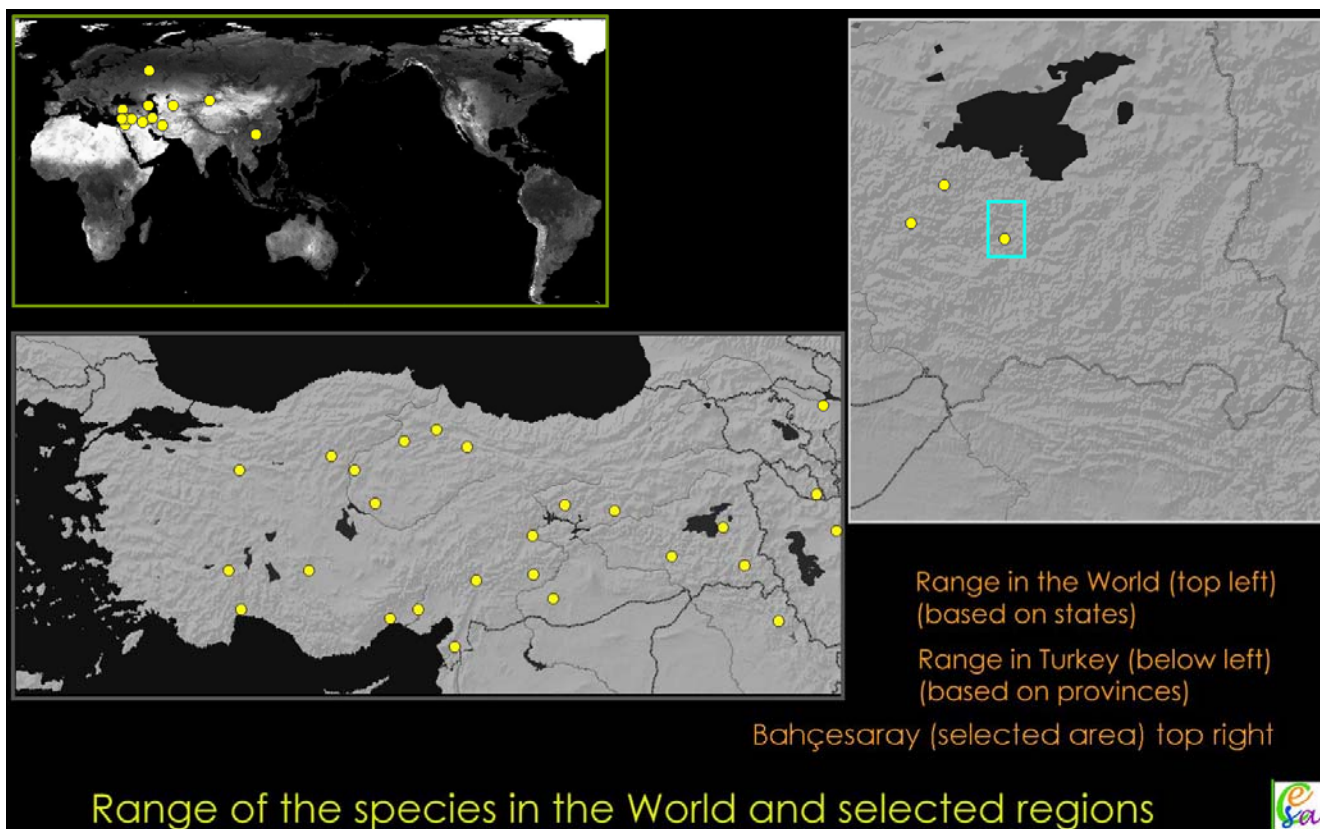 Range in the World (top left)
(based on states)
Range in Turkey (below left)
(based on provinces)
Bahçesaray (selected area) top right
Range of the species in the World and selected regions
esa